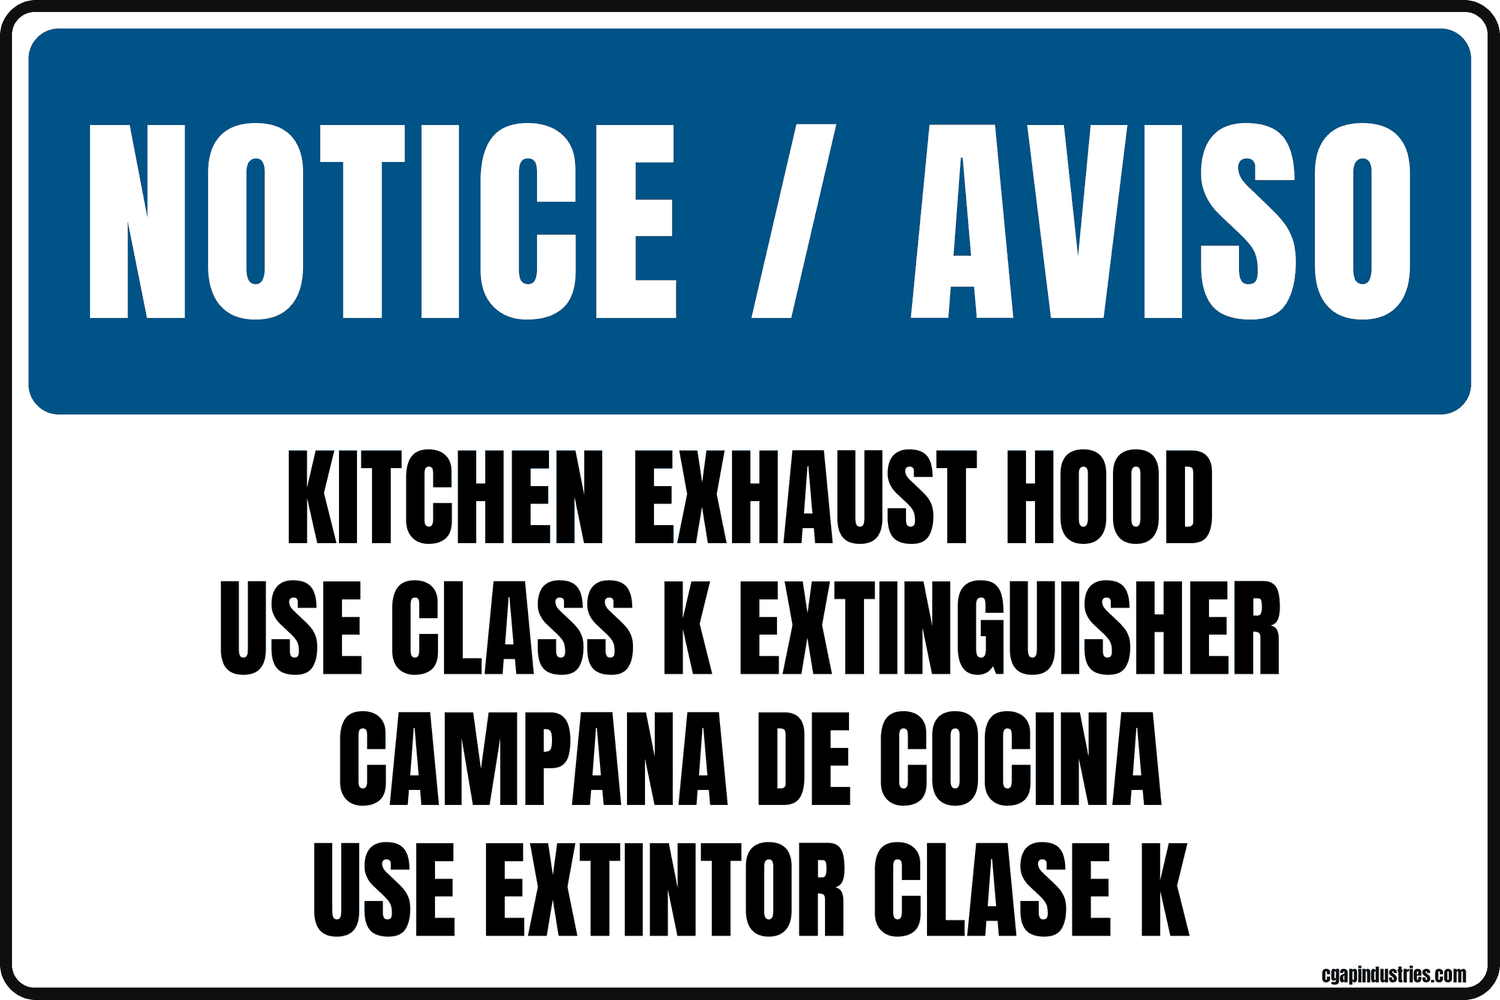 NOTICE / AVISO
KITCHEN EXHAUST HOOD
USE CLASS K EXTINGUISHER
CAMPANA DE COCINA
USE EXTINTOR CLASE K
cgapindustries.com